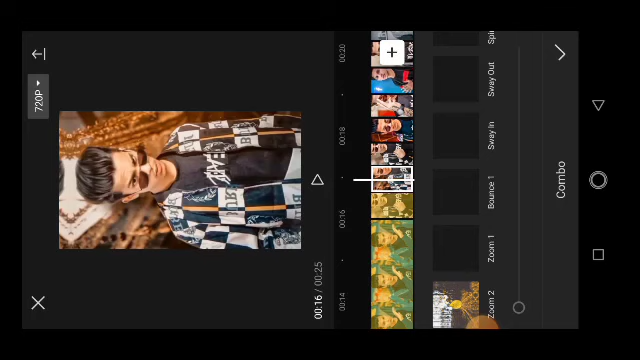 720P
00:16 / 00:25
00:14
00:16
00:18
00:20
Zoom 2
Zoom 1
Bounce 1
Sway In
Sway Out
Combo